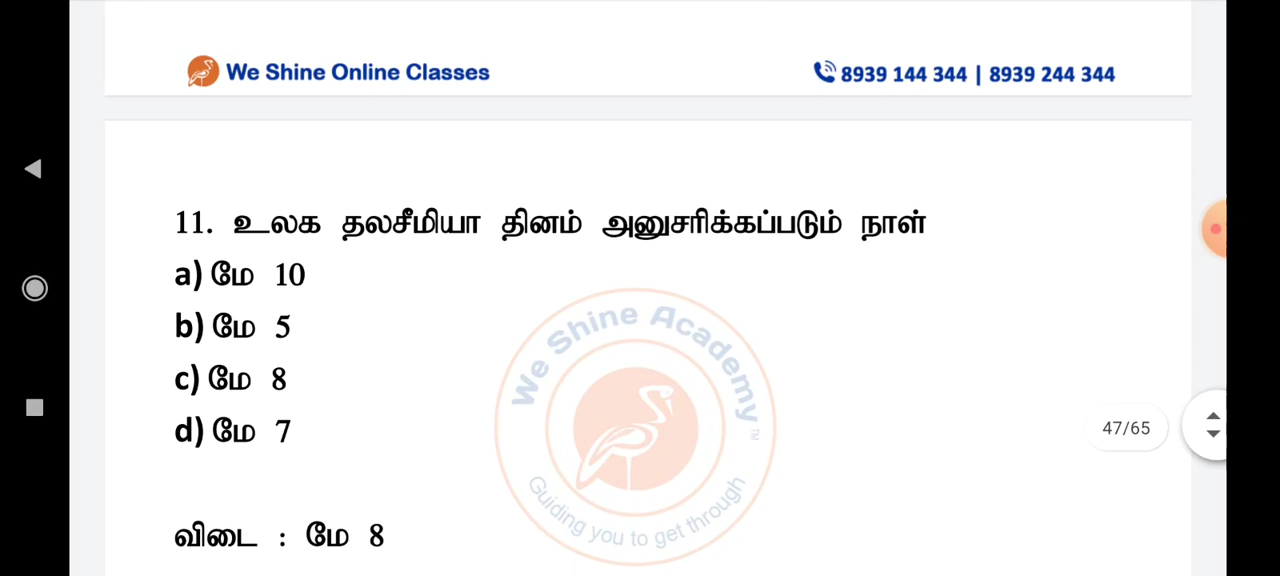 We Shine Online Classes
8939 144 344 | 8939 244 344
11. உலக தலசீமியா தினம் அனுசரிக்கப்படும் நாள்
a) மே 10
b) மே 5
c) மே 8
d) மே 7
We Shine Academy
TM
Guiding you to get through
47/65
விடை : மே 8